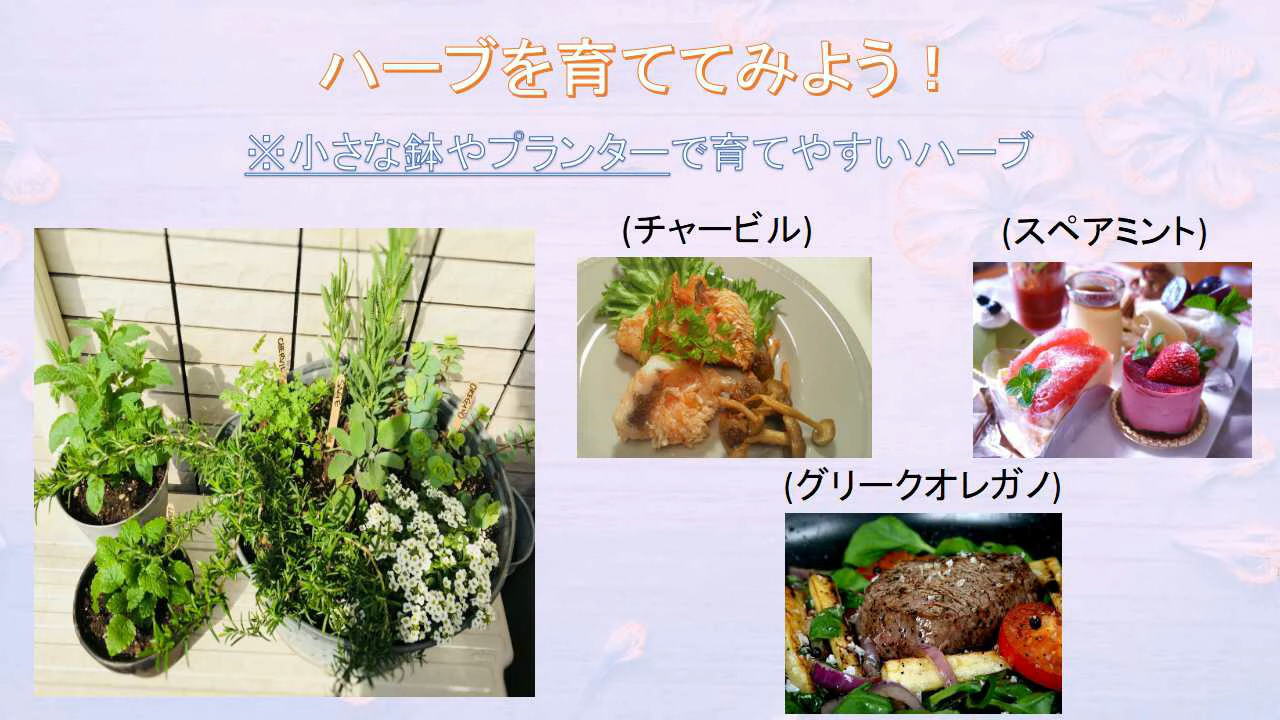 ハーブを育ててみよう！
※小さな鉢やプランターで育てやすいハーブ
(チャービル)
(スペアミント)
(グリークオレガノ)